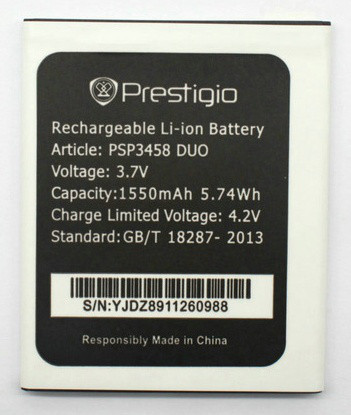 Prestigio
Rechargeable Li-ion Battery
Article: PSP3458 DUO
Voltage: 3.7V
Capacity:1550mAh 5.74Wh
Charge Limited Voltage: 4.2V
Standard:GB/T 18287- 2013
S/N:YJDZ8911260988
Responsibly Made in China